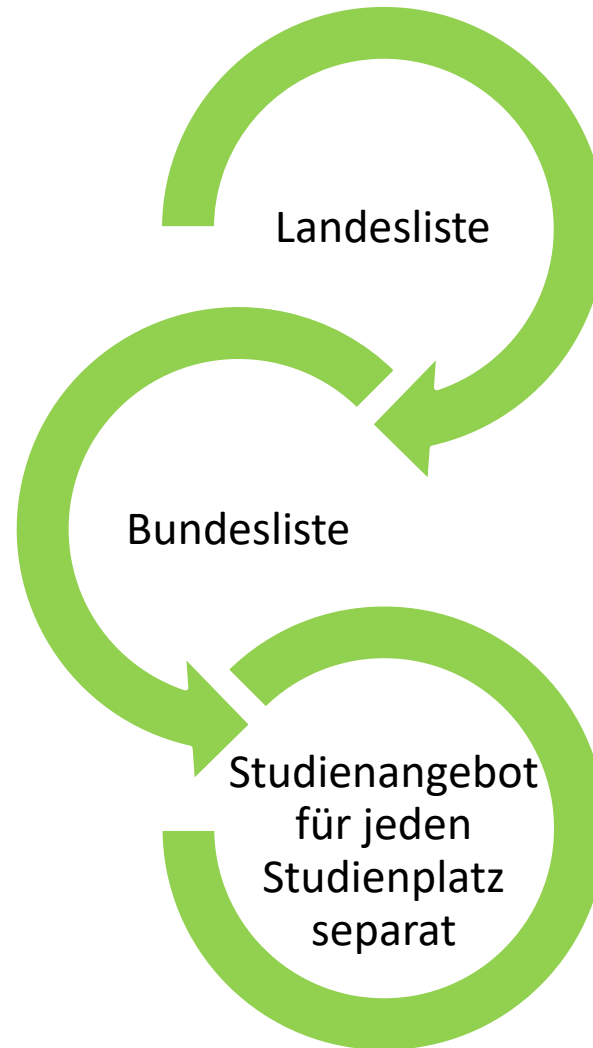 Landesliste
Bundesliste
Studienangebot
für jeden
Studienplatz
separat